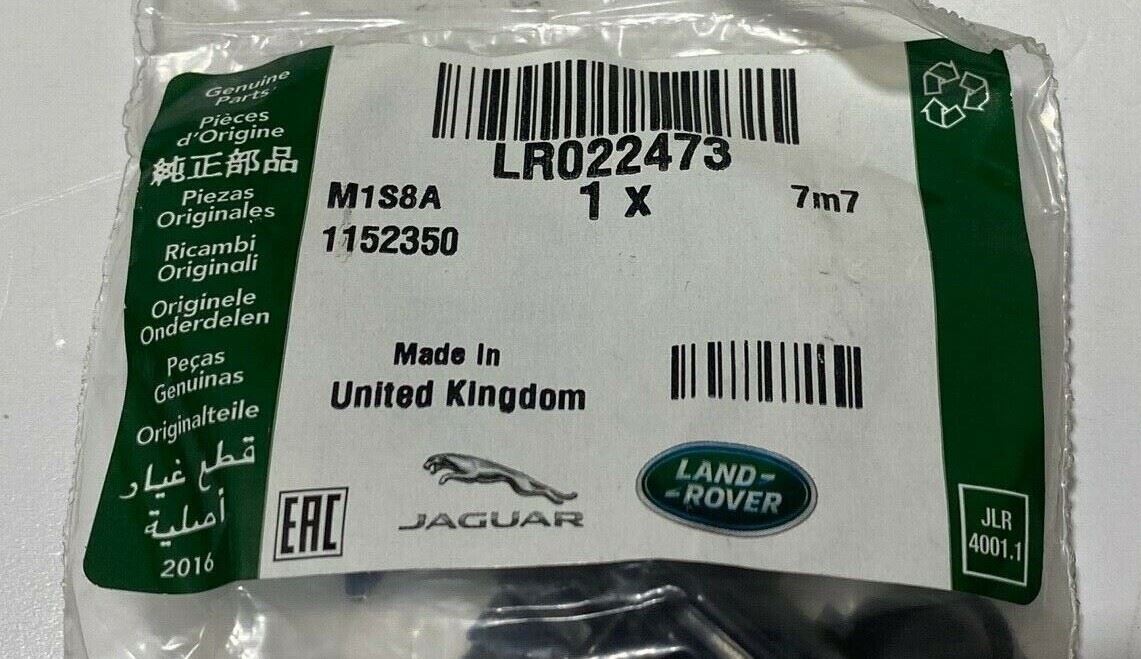 Genuine
Parts
Pièces
d'Origine
純正部品
Piezas
Originales
Ricambi
Originali
Originele
Onderdelen
Peças
Genuinas
Originalteile
قطع غيار
أصلية
2016
LR022473
M1S8A
1 X
7m7
1152350
Made In
United Kingdom
EAC
JAGUAR
LAND-
-ROVER
JLR
4001.1